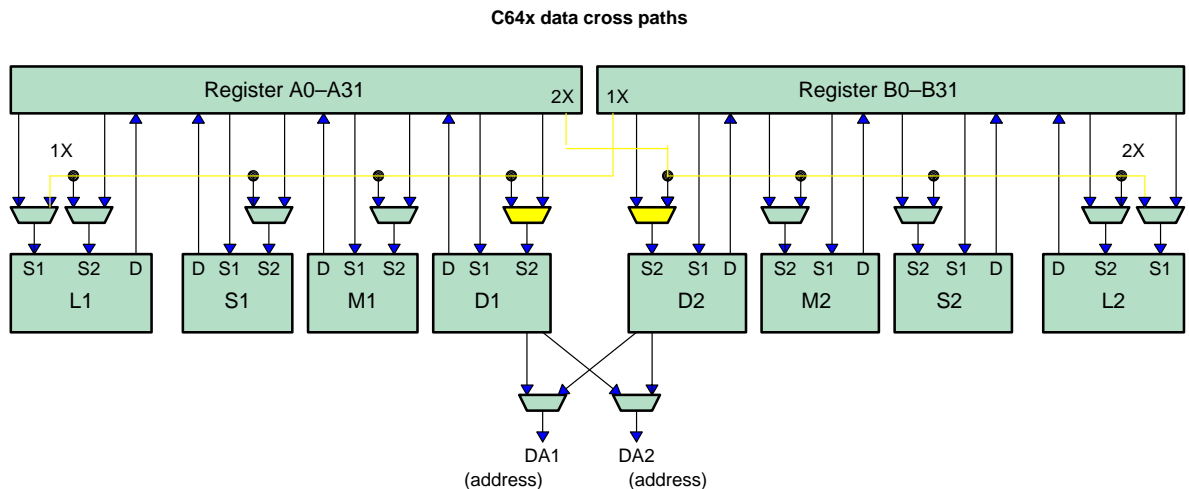 C64x data cross paths
Register A0–A31
2X
1X
Register B0–B31
1X
2X
S1 S2 D
D S1 S2
D S1 S2
D S1 S2
S2 S1 D
S2 S1 D
S2 S1 D
D S2 S1
L1
S1
M1
D1
D2
M2
S2
L2
DA1
DA2
(address)
(address)